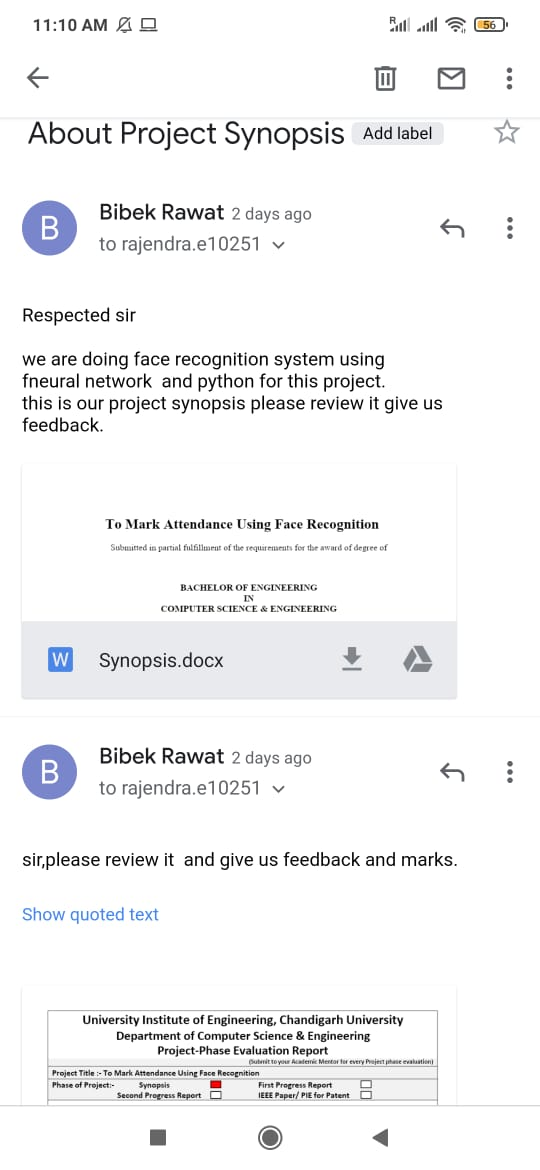 11:10 AM
R
56
About Project Synopsis Add label
B
Bibek Rawat 2 days ago
to rajendra.e10251
Respected sir
we are doing face recognition system using
fneural network and python for this project.
this is our project synopsis please review it give us
feedback.
To Mark Attendance Using Face Recognition
Submitted in partial fulfillment of the requirements for the award of degree of
BACHELOR OF ENGINEERING
IN
COMPUTER SCIENCE & ENGINEERING
W Synopsis.docx
B
Bibek Rawat 2 days ago
to rajendra.e10251
sir,please review it and give us feedback and marks.
Show quoted text
University Institute of Engineering, Chandigarh University
Department of Computer Science & Engineering
Project-Phase Evaluation Report
(Submit to your Academic Mentor for every Project phase evaluation)
Project Title :- To Mark Attendance Using Face Recognition
Phase of Project:- Synopsis First Progress Report
Second Progress Report IEEE Paper/ PIE for Patent